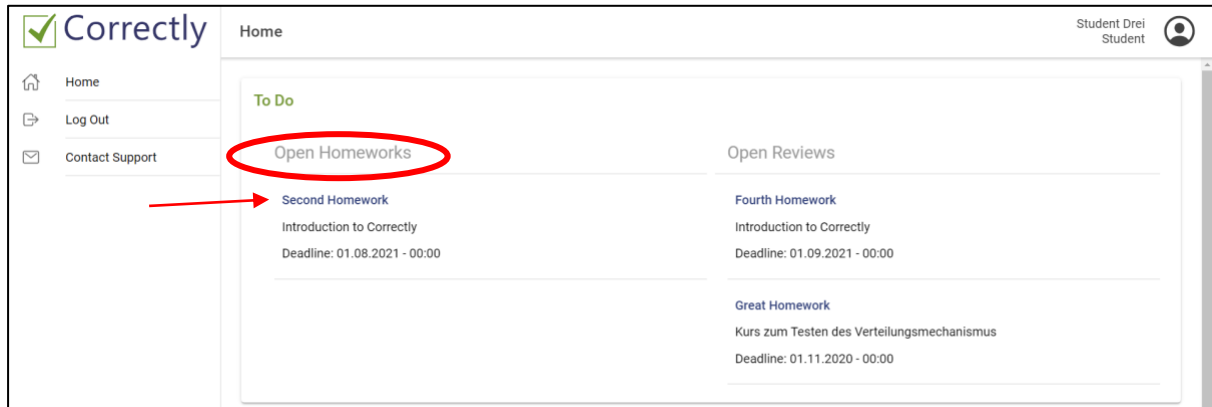 Correctly
Home
Student Drei
Student
Home
Log Out
Contact Support
To Do
Open Homeworks
Second Homework
Introduction to Correctly
Deadline: 01.08.2021 - 00:00
Open Reviews
Fourth Homework
Introduction to Correctly
Deadline: 01.09.2021 - 00:00
Great Homework
Kurs zum Testen des Verteilungsmechanismus
Deadline: 01.11.2020 - 00:00